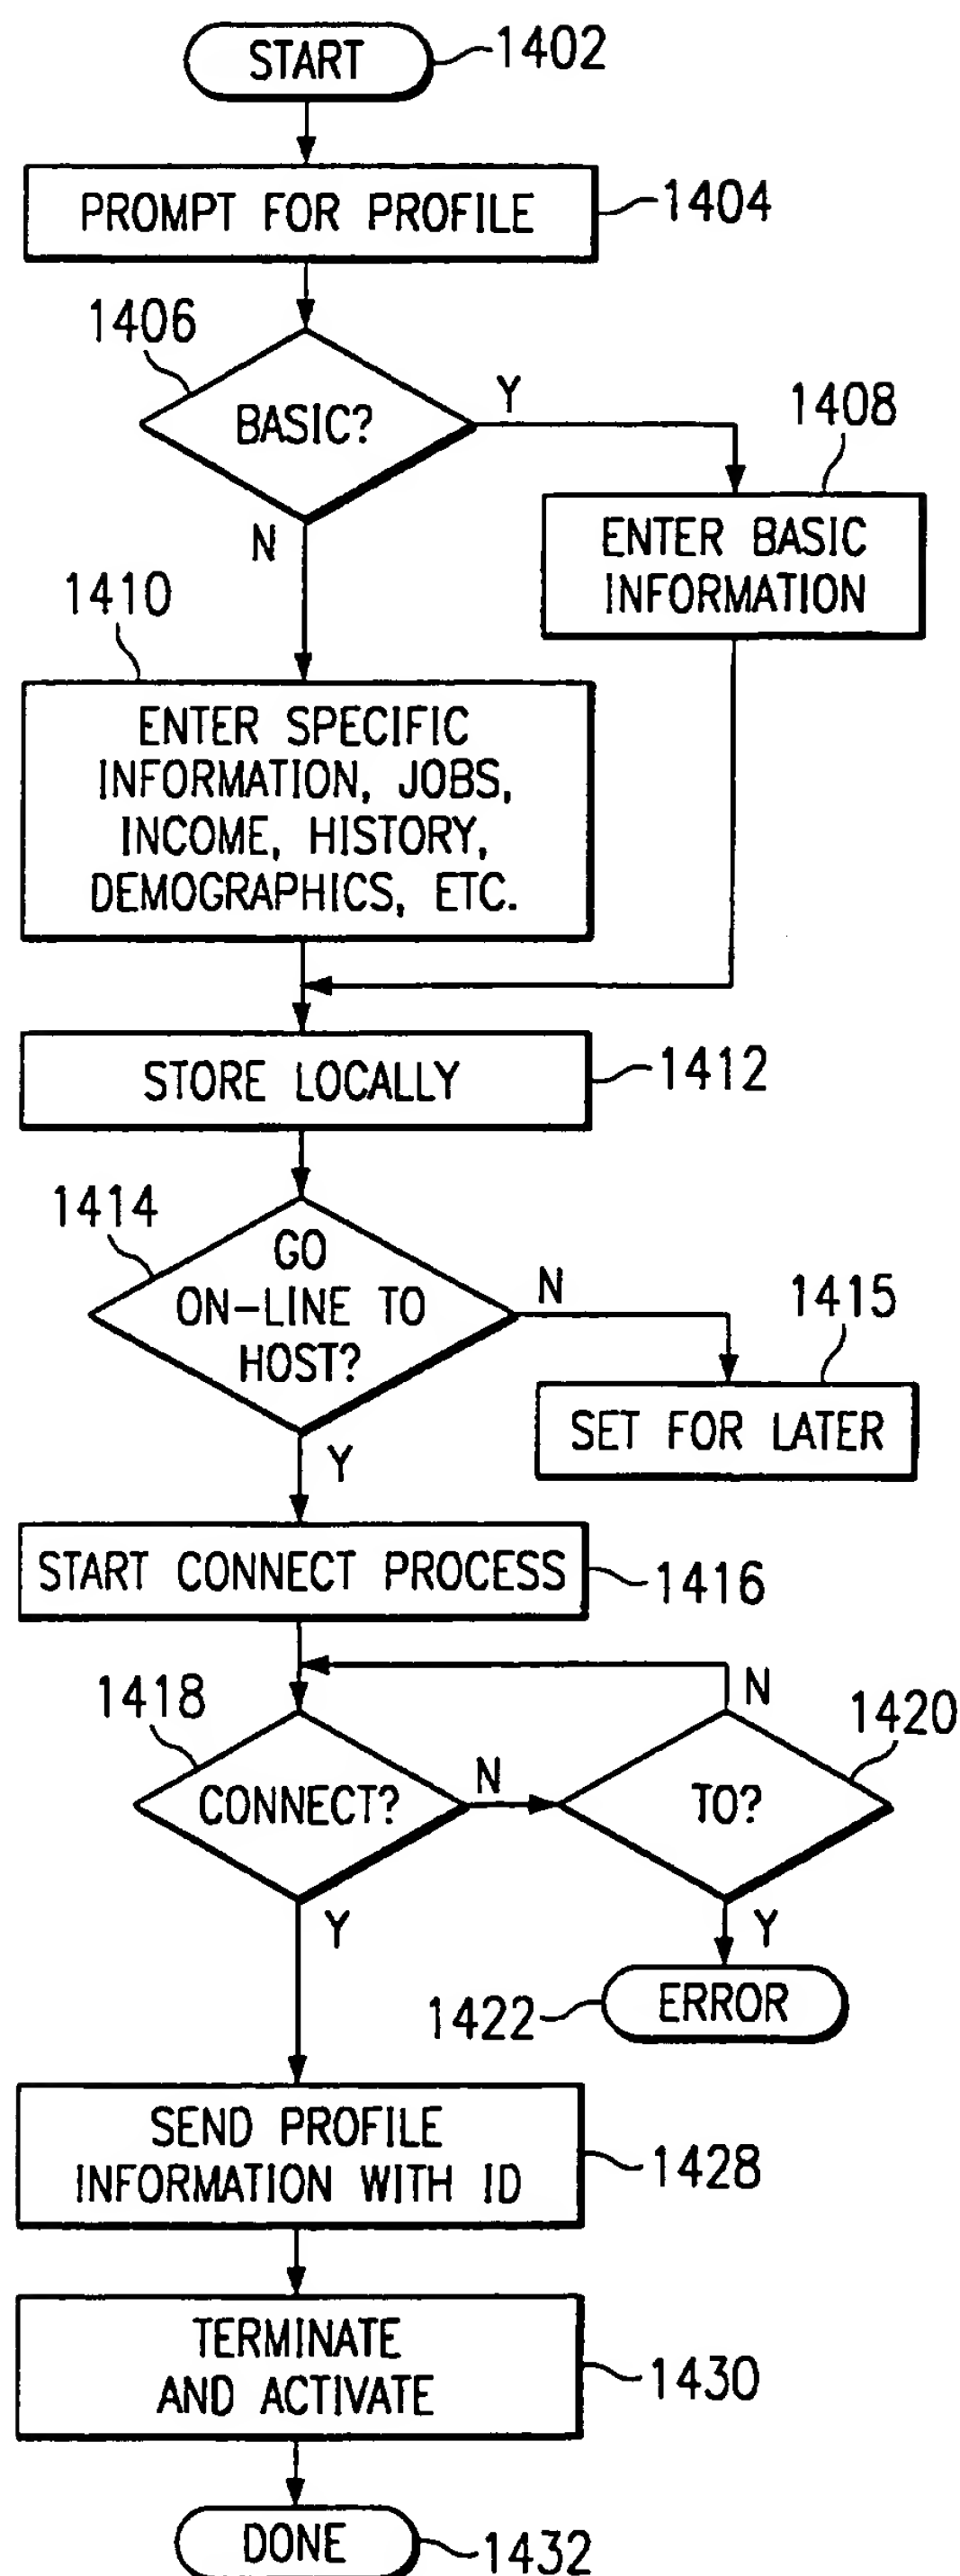 START
1402
PROMPT FOR PROFILE
1404
1406
BASIC?
Y
N
1408
ENTER BASIC
INFORMATION
1410
ENTER SPECIFIC
INFORMATION, JOBS,
INCOME, HISTORY,
DEMOGRAPHICS, ETC.
STORE LOCALLY
1412
1414
GO
ON-LINE TO
HOST?
N
Y
1415
SET FOR LATER
START CONNECT PROCESS
1416
1418
CONNECT?
N
Y
N
1420
TO?
Y
1422
ERROR
SEND PROFILE
INFORMATION WITH ID
1428
TERMINATE
AND ACTIVATE
1430
DONE
1432